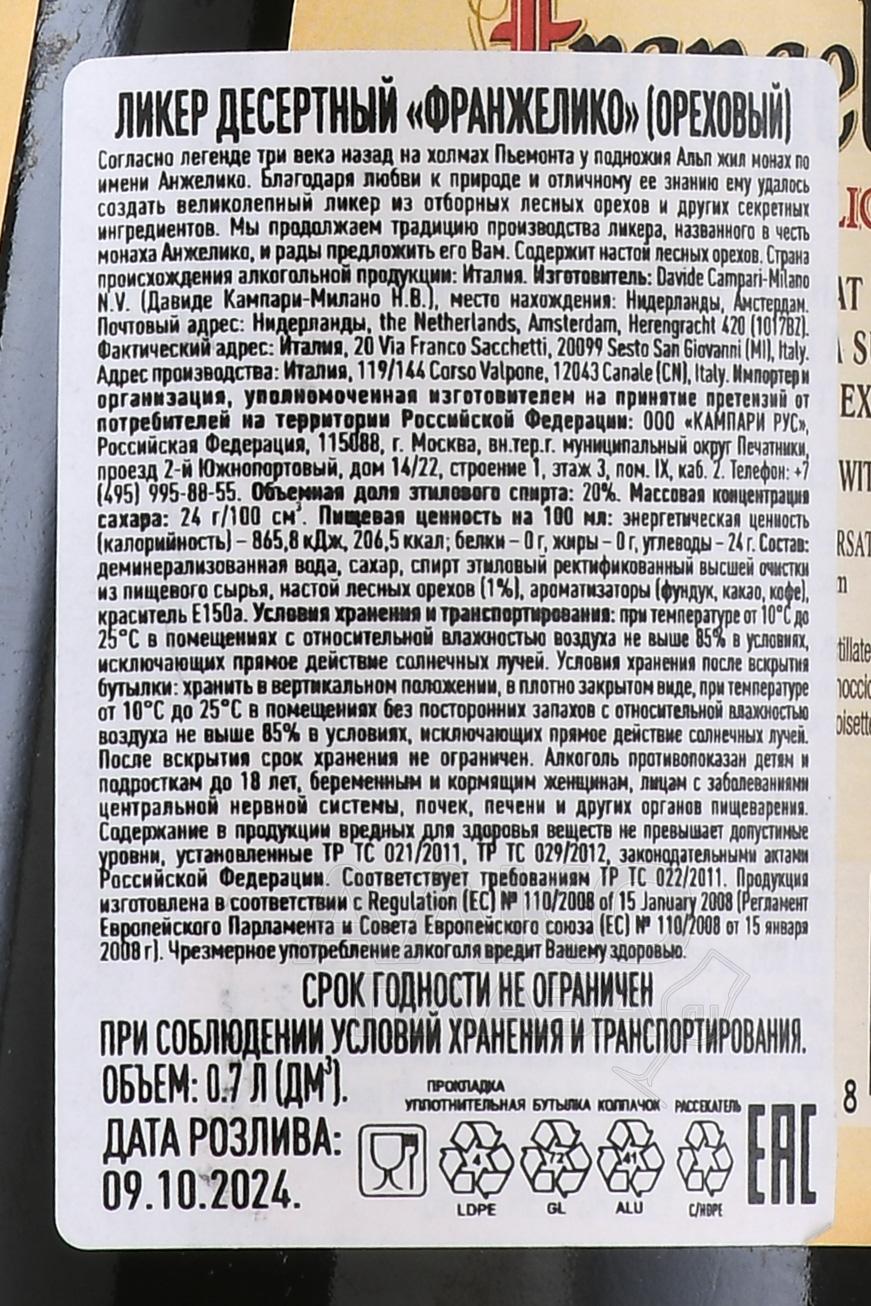 ЛИКЕР ДЕСЕРТНЫЙ «ФРАНЖЕЛИКО» (ОРЕХОВЫЙ)
Согласно легенде три века назад на холмах Пьемонта у подножия Альп жил монах по
имени Анжелико. Благодаря любви к природе и отличному ее знанию ему удалось
создать великолепный ликер из отборных лесных орехов и других секретных
ингредиентов. Мы продолжаем традицию производства ликера, названного в честь
монаха Анжелико, и рады предложить его Вам. Содержит настой лесных орехов. Страна
происхождения алкогольной продукции: Италия. Изготовитель: Davide Campari-Milano
N.V. (Давиде Кампари-Милано Н.В.), место нахождения: Нидерланды, Амстердам.
Почтовый адрес: Нидерланды, the Netherlands, Amsterdam, Herengracht 420 (1017BZ).
Фактический адрес: Италия, 20 Via Franco Sacchetti, 20099 Sesto San Giovanni (MI), Italy.
Адрес производства: Италия, 119/144 Corso Valpone, 12043 Canale (CN), Italy. Импортер и
организация, уполномоченная изготовителем на принятие претензий от
потребителей на территории Российской Федерации: ООО «КАМПАРИ РУС»,
Российская Федерация, 115088, г. Москва, вн.тер.г. муниципальный округ Печатники,
проезд 2-й Южнопортовый, дом 14/22, строение 1, этаж 3, пом. IX, каб. 2. Телефон: +7
(495) 995-88-55. Объемная доля этилового спирта: 20%. Массовая концентрация
сахара: 24 г/100 см³. Пищевая ценность на 100 мл: энергетическая ценность
(калорийность) – 865,8 кДж, 206,5 ккал; белки – 0 г, жиры – 0 г, углеводы – 24 г. Состав:
деминерализованная вода, сахар, спирт этиловый ректификованный высшей очистки
из пищевого сырья, настой лесных орехов (1%), ароматизаторы (фундук, какао, кофе),
краситель Е150а. Условия хранения и транспортирования: при температуре от 10°С до
25°С в помещениях с относительной влажностью воздуха не выше 85% в условиях,
исключающих прямое действие солнечных лучей. Условия хранения после вскрытия
бутылки: хранить в вертикальном положении, в плотно закрытом виде, при температуре
от 10°С до 25°С в помещениях без посторонних запахов с относительной влажностью
воздуха не выше 85% в условиях, исключающих прямое действие солнечных лучей.
После вскрытия срок хранения не ограничен. Алкоголь противопоказан детям и
подросткам до 18 лет, беременным и кормящим женщинам, лицам с заболеваниями
центральной нервной системы, почек, печени и других органов пищеварения.
Содержание в продукции вредных для здоровья веществ не превышает допустимые
уровни, установленные ТР ТС 021/2011, ТР ТС 029/2012, законодательными актами
Российской Федерации. Соответствует требованиям ТР ТС 022/2011. Продукция
изготовлена в соответствии с Regulation (EC) № 110/2008 of 15 January 2008 (Регламент
Европейского Парламента и Совета Европейского союза (ЕС) № 110/2008 от 15 января
2008 г). Чрезмерное употребление алкоголя вредит Вашему здоровью.
СРОК ГОДНОСТИ НЕ ОГРАНИЧЕН
ПРИ СОБЛЮДЕНИИ УСЛОВИЙ ХРАНЕНИЯ И ТРАНСПОРТИРОВАНИЯ.
ОБЪЕМ: 0.7 Л (ДМ³).
ДАТА РОЗЛИВА:
09.10.2024.
ПРОКЛАДКА
УПЛОТНИТЕЛЬНАЯ БУТЫЛКА КОЛПАЧОК РАССЕКАТЕЛЬ
4 72 41
LDPE GL ALU C/HDPE
EAC
8